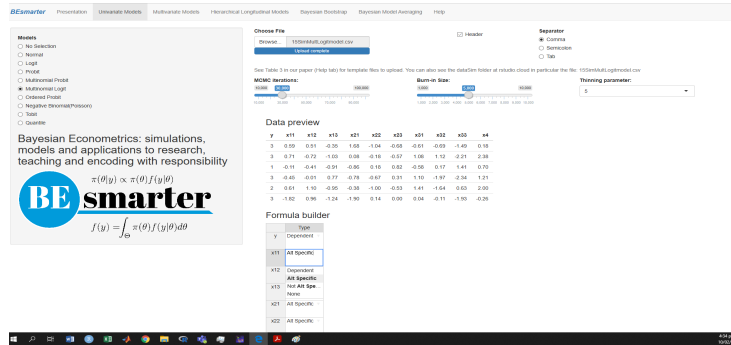 BEsmarter Presentation Univariate Models Multivariate Models Hierarchical Longitudinal Models Bayesian Bootstrap Bayesian Model Averaging Help
Models
No Selection
Normal
Logit
Probit
Multinomial Probit
Multinomial Logit
Ordered Probit
Negative Binomial(Poisson)
Tobit
Quantile
Bayesian Econometrics: simulations,
models and applications to research,
teaching and encoding with responsibility
π(θ|y) ∝ π(θ)f(y|θ)
BE smarter
f(y) = ∫Θ π(θ)f(y|θ)dθ
Choose File
Browse... 15SimMultLogitmodel.csv
Upload complete
Header
Separator
Comma
Semicolon
Tab
See Table 5 in our paper (Help tab) for template files to upload. You can also see the dataSim folder at rstudio cloud in particular the file: 15SimMultLogitmodel.csv
MCMC iterations:
Burn-in Size:
Thinning parameter:
5
Data preview
y x11 x12 x13 x21 x22 x23 x31 x32 x33 x4
3 0.59 0.51 -0.35 1.68 -1.04 -0.68 -0.61 -0.69 -1.49 0.18
3 0.71 -0.72 -1.03 0.08 -0.18 -0.57 1.08 1.12 -2.21 2.38
1 -0.11 -0.41 -0.91 -0.86 0.18 0.82 -0.58 0.17 1.41 0.70
3 -0.45 -0.01 0.77 -0.78 -0.67 0.31 1.10 -1.97 -2.34 1.21
2 0.61 1.10 -0.95 -0.38 -1.00 -0.53 1.41 -1.64 0.63 2.00
3 -1.82 0.96 -1.24 -1.90 0.14 0.00 0.04 -0.11 -1.93 -0.26
Formula builder
Type
y Dependent
x11 Alt Specific
x12 Dependent
Alt Specific
x13 Not Alt Spe...
None
x21 Alt Specific
x22 Alt Specific